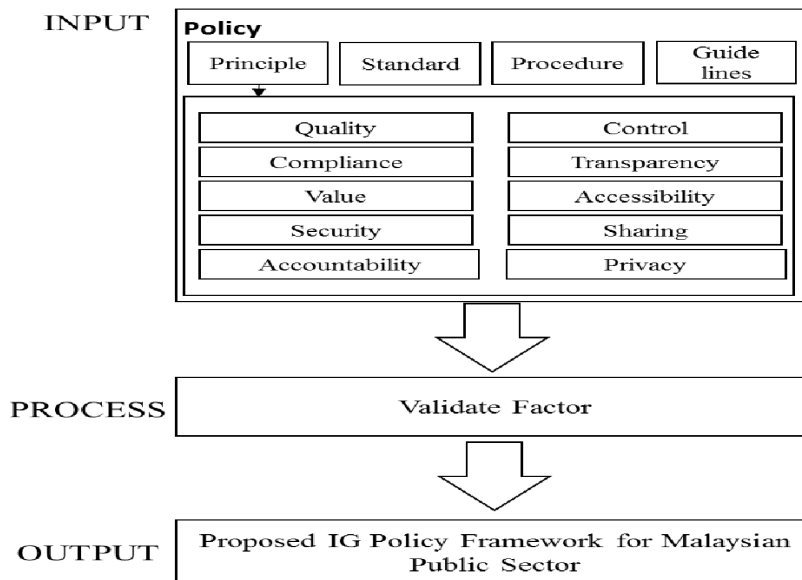 INPUT
Policy
Principle
Standard
Procedure
Guide
lines
Quality
Control
Compliance
Transparency
Value
Accessibility
Security
Sharing
Accountability
Privacy
PROCESS
Validate Factor
OUTPUT
Proposed IG Policy Framework for Malaysian
Public Sector